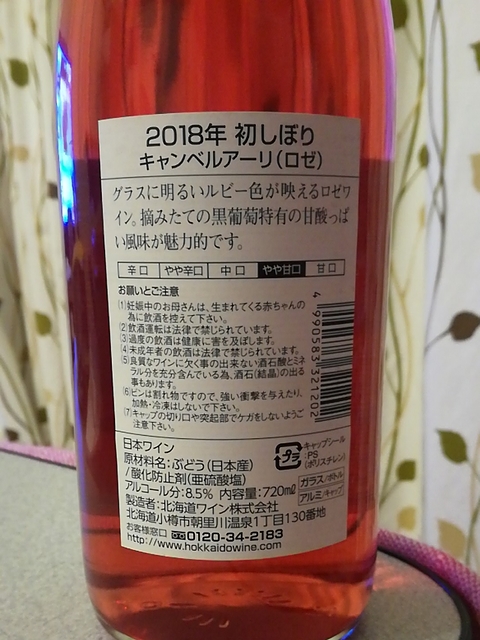 2018年 初しぼり
キャンベルアーリ(ロゼ)
グラスに明るいルビー色が映えるロゼワ
イン。摘みたての黒葡萄特有の甘酸っぱ
い風味が魅力的です。
辛口 やや辛口 中口 やや甘口 甘口
お願いとご注意
(1)妊娠中のお母さんは、生まれてくる赤ちゃんの
為に飲酒を控えて下さい。
(2)飲酒運転は法律で禁じられています。
(3)過度の飲酒は健康に害を及ぼします。
(4)未成年者の飲酒は法律で禁じられています。
(5)良質なワインに欠く事の出来ない酒石酸とミネ
ラル分を充分含んでいる為、酒石(結晶)の出る
事もあります。
(6)ビンは割れ物ですので、強い衝撃を与えたり、
加熱・冷凍はしないで下さい。
(7)キャップの切り口や突起部でケガをしないようご
注意下さい。
4990583321202
日本ワイン
原材料名:ぶどう(日本産)
/酸化防止剤(亜硫酸塩)
アルコール分:8.5% 内容量:720ml
製造者:北海道ワイン株式会社
北海道小樽市朝里川温泉1丁目130番地
お客様窓口 0120-34-2183
http://www.hokkaidowine.com
プラ
キャップシール
:PS
(ポリスチレン)
ガラス/ボトル
アルミ/キャップ